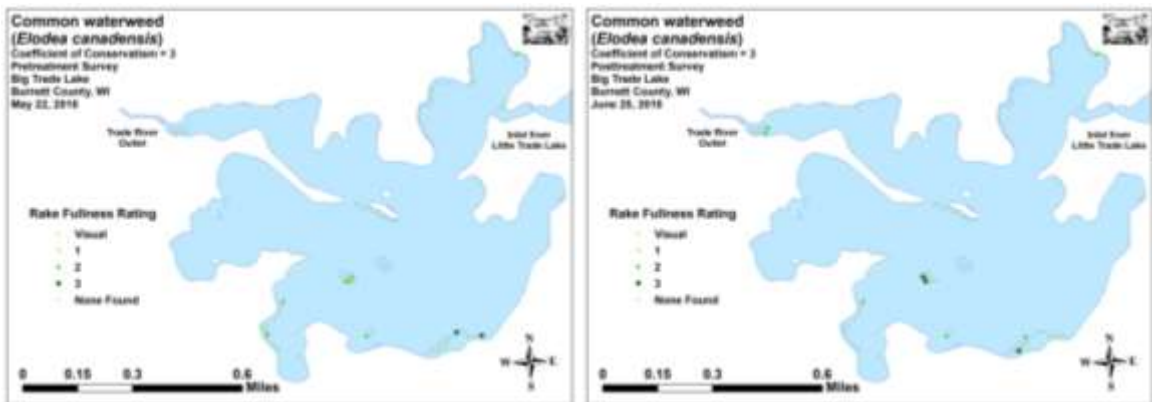 Common waterweed
(Elodea canadensis)
Coefficient of Conservation = 3
Pretreatment Survey
Big Trade Lake
Burnett County, WI
May 22, 2018
Trade River
Outlet
Inlet from
Little Trade Lake
Rake Fullness Rating
Visual
1
2
3
None Found
N
W E
S
0 0.15 0.3 0.6
Miles
Common waterweed
(Elodea canadensis)
Coefficient of Conservation = 3
Posttreatment Survey
Big Trade Lake
Burnett County, WI
June 25, 2018
Trade River
Outlet
Inlet from
Little Trade Lake
Rake Fullness Rating
Visual
1
2
3
None Found
N
W E
S
0 0.15 0.3 0.6
Miles